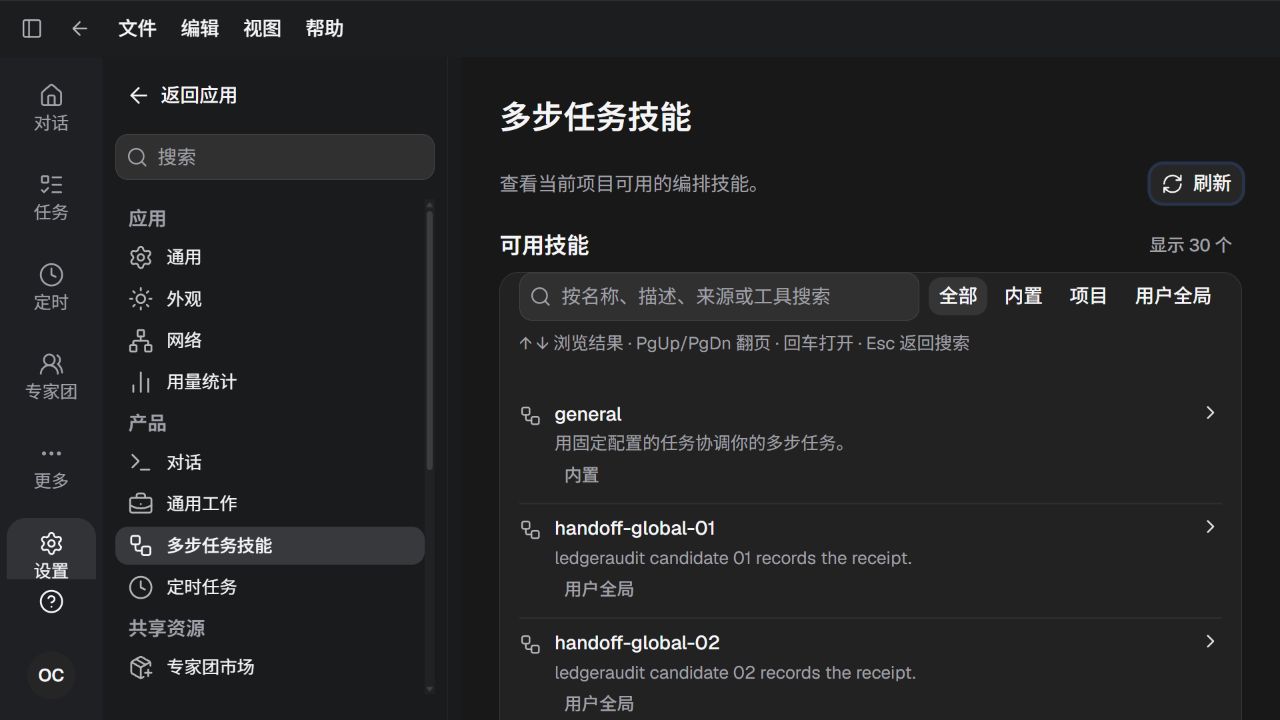 文件 编辑 视图 帮助
对话
任务
定时
专家团
更多
设置
OC
返回应用
搜索
应用
通用
外观
网络
用量统计
产品
对话
通用工作
多步任务技能
定时任务
共享资源
专家团市场
多步任务技能
查看当前项目可用的编排技能。
刷新
可用技能
显示 30 个
按名称、描述、来源或工具搜索
全部 内置 项目 用户全局
↑↓ 浏览结果 · PgUp/PgDn 翻页 · 回车打开 · Esc 返回搜索
general
用固定配置的任务协调你的多步任务。
内置
handoff-global-01
ledgeraudit candidate 01 records the receipt.
用户全局
handoff-global-02
ledgeraudit candidate 02 records the receipt.
用户全局